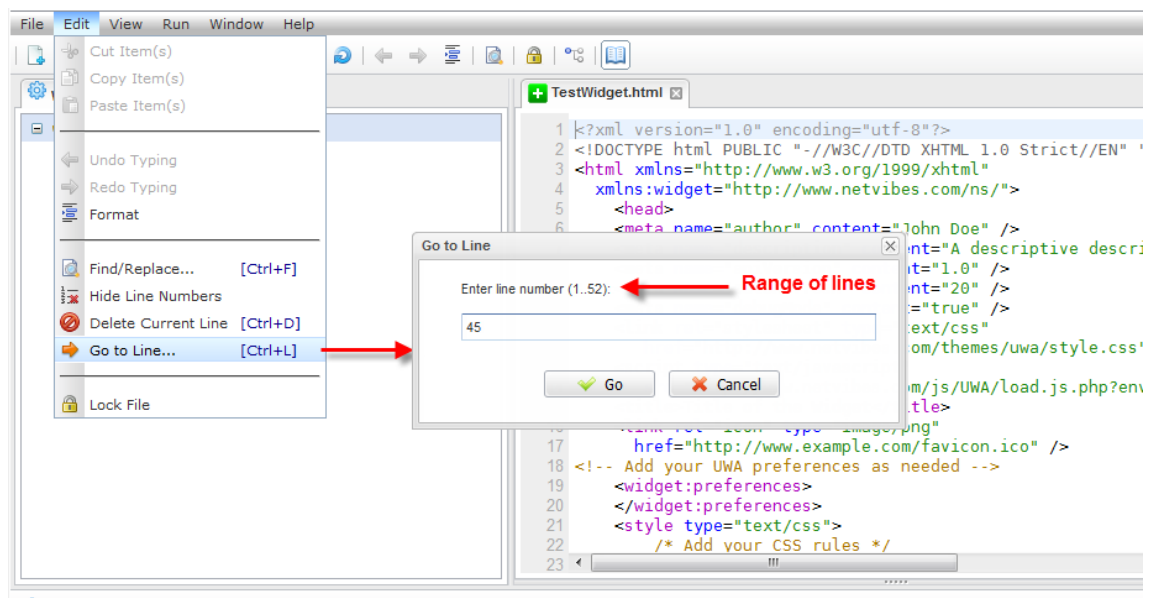 File Edit View Run Window Help
Cut Item(s)
Copy Item(s)
Paste Item(s)
Undo Typing
Redo Typing
Format
Find/Replace... [Ctrl+F]
Hide Line Numbers
Delete Current Line [Ctrl+D]
Go to Line... [Ctrl+L]
Lock File
TestWidget.html
1 <?xml version="1.0" encoding="utf-8"?>
2 <!DOCTYPE html PUBLIC "-//W3C//DTD XHTML 1.0 Strict//EN" "
3 <html xmlns="http://www.w3.org/1999/xhtml"
4 xmlns:widget="http://www.netvibes.com/ns/">
5 <head>
6 <meta name="author" content="John Doe" />
ent="A descriptive descri
t="1.0" />
ent="20" />
="true" />
ext/css"
om/themes/uwa/style.css"
m/js/UWA/load.js.php?env
tle>
Go to Line
Enter line number (1..52):
Range of lines
45
Go
Cancel
16 <link rel="icon" type="image/png"
17 href="http://www.example.com/favicon.ico" />
18 <!-- Add your UWA preferences as needed -->
19 <widget:preferences>
20 </widget:preferences>
21 <style type="text/css">
22 /* Add your CSS rules */
23